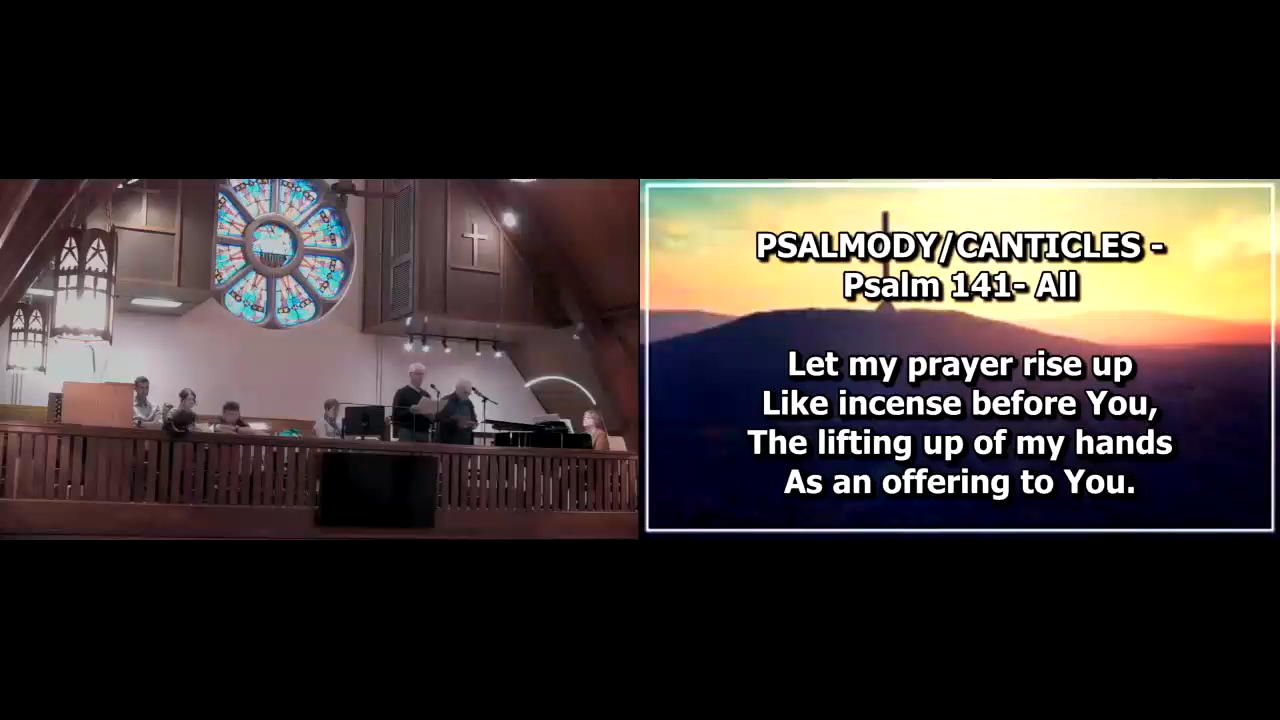 PSALMODY/CANTICLES -
Psalm 141- All
Let my prayer rise up
Like incense before You,
The lifting up of my hands
As an offering to You.